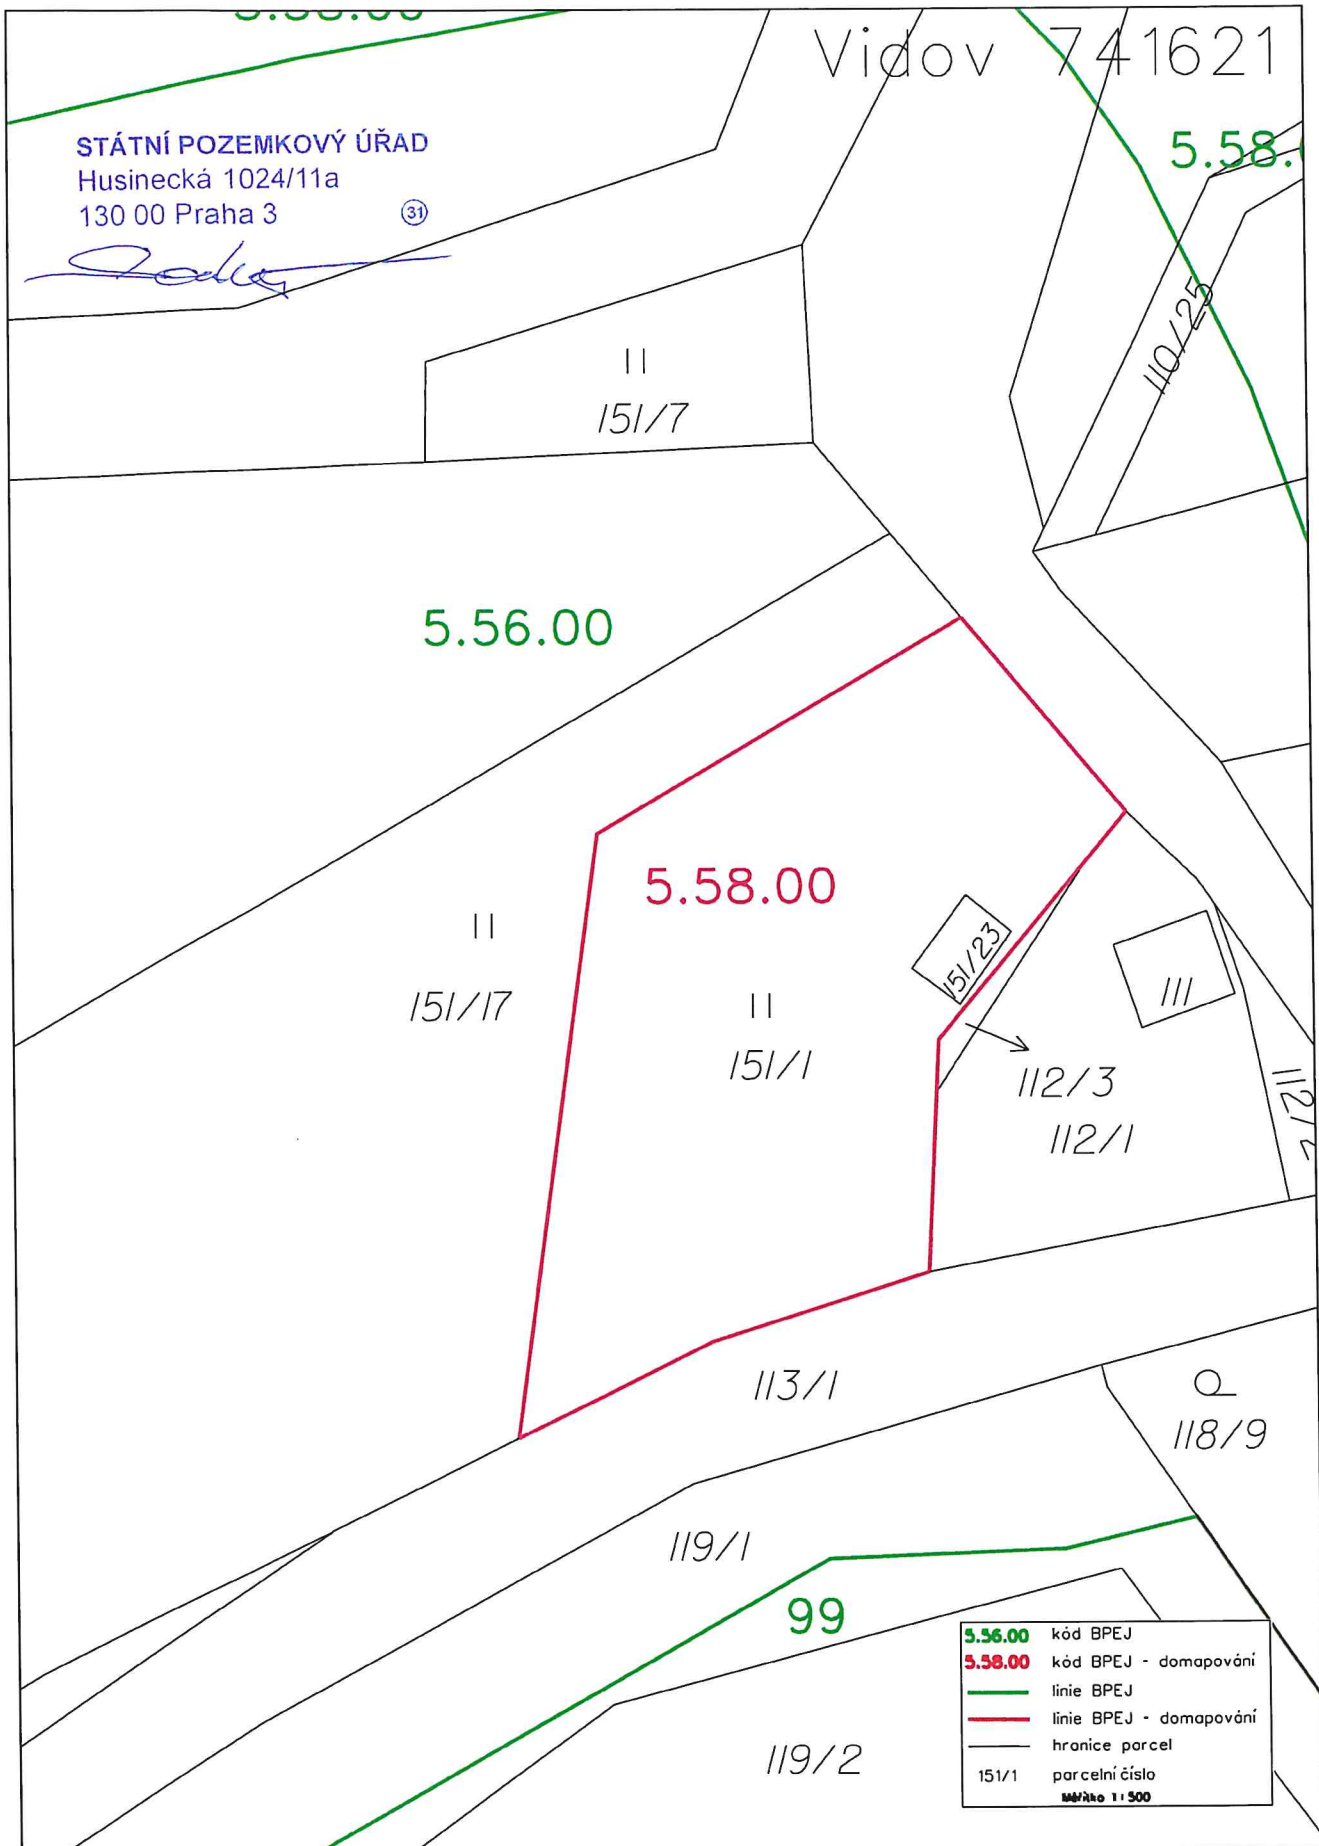 Vidov 741621
STÁTNÍ POZEMKOVÝ ÚŘAD
Husinecká 1024/11a
130 00 Praha 3 31
5.58.
110/25
151/7
5.56.00
5.58.00
151/17
151/23
111
151/1
112/3
112/1
113/1
118/9
119/1
99
119/2
5.56.00 kód BPEJ
5.58.00 kód BPEJ - domapování
linie BPEJ
linie BPEJ - domapování
hranice parcel
151/1 parcelní číslo
Měřítko 1:500